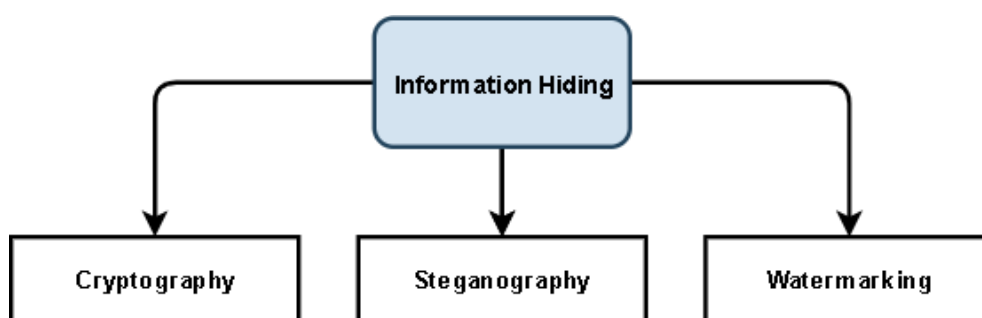 Information Hiding
Cryptography
Steganography
Watermarking